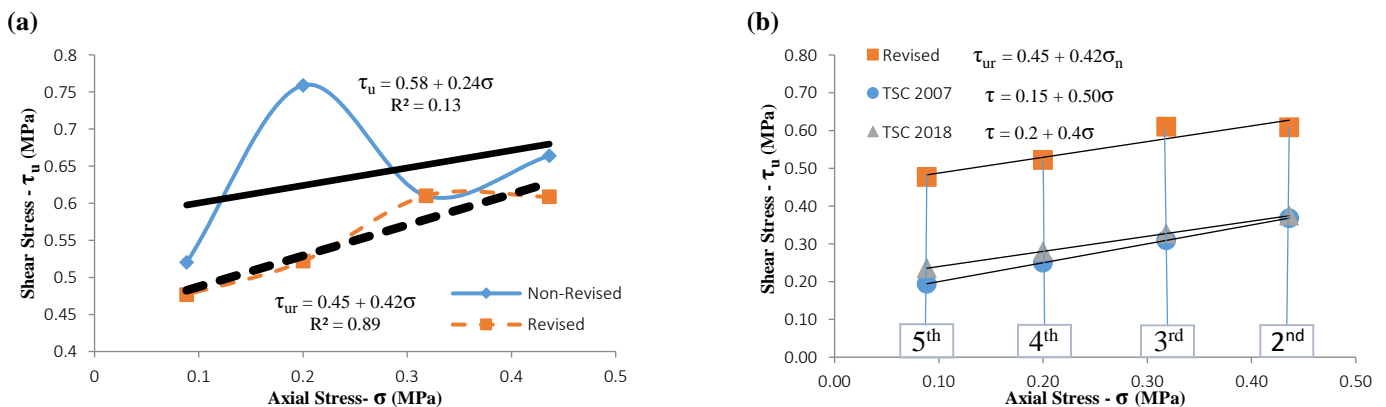 (a)
0.8
0.75
0.7
0.65
0.6
0.55
0.5
0.45
0.4
Shear Stress - τu (MPa)
τu = 0.58 + 0.24σ
R² = 0.13
τur = 0.45 + 0.42σ
R² = 0.89
Non-Revised
Revised
0 0.1 0.2 0.3 0.4 0.5
Axial Stress- σ (MPa)
(b)
0.80
0.70
0.60
0.50
0.40
0.30
0.20
0.10
0.00
Shear Stress - τu (MPa)
Revised τur = 0.45 + 0.42σn
TSC 2007 τ = 0.15 + 0.50σ
TSC 2018 τ = 0.2 + 0.4σ
5th 4th 3rd 2nd
0.00 0.10 0.20 0.30 0.40 0.50
Axial Stress - σ (MPa)